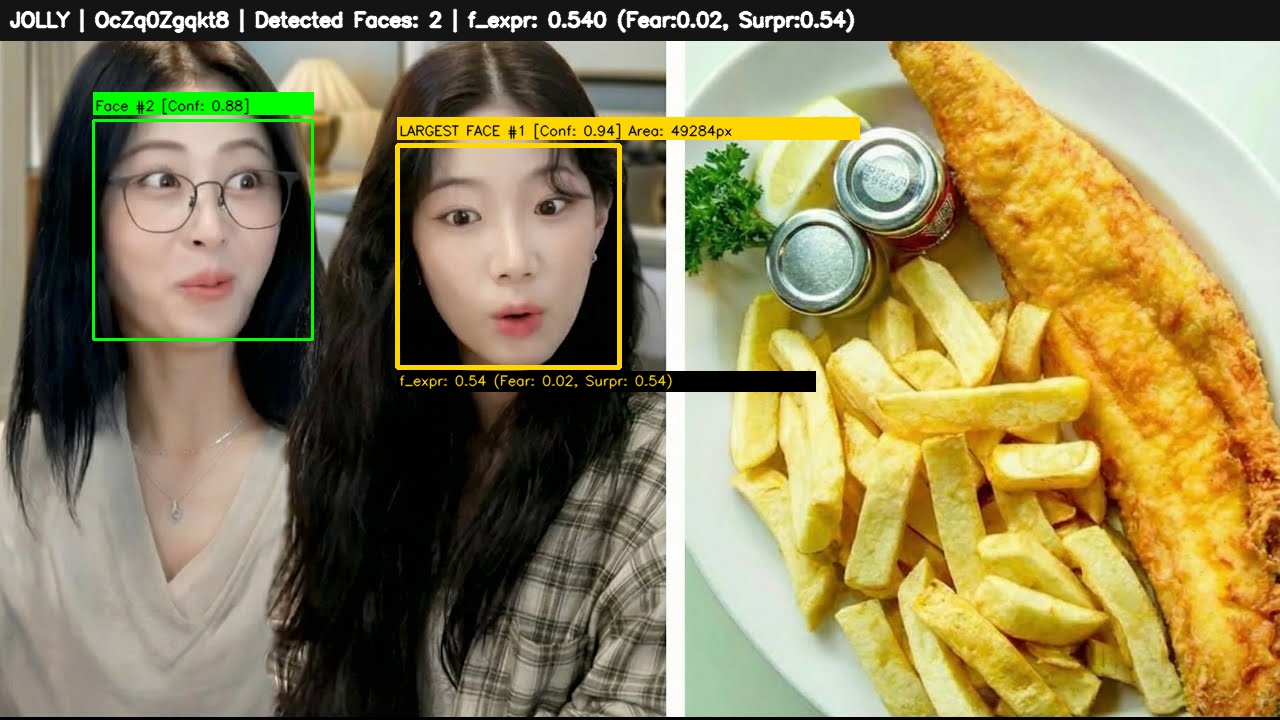 JOLLY | OcZq0Zgqkt8 | Detected Faces: 2 | f_expr: 0.540 (Fear:0.02, Surpr:0.54)
Face #2 [Conf: 0.88]
LARGEST FACE #1 [Conf: 0.94] Area: 49284px
f_expr: 0.54 (Fear: 0.02, Surpr: 0.54)